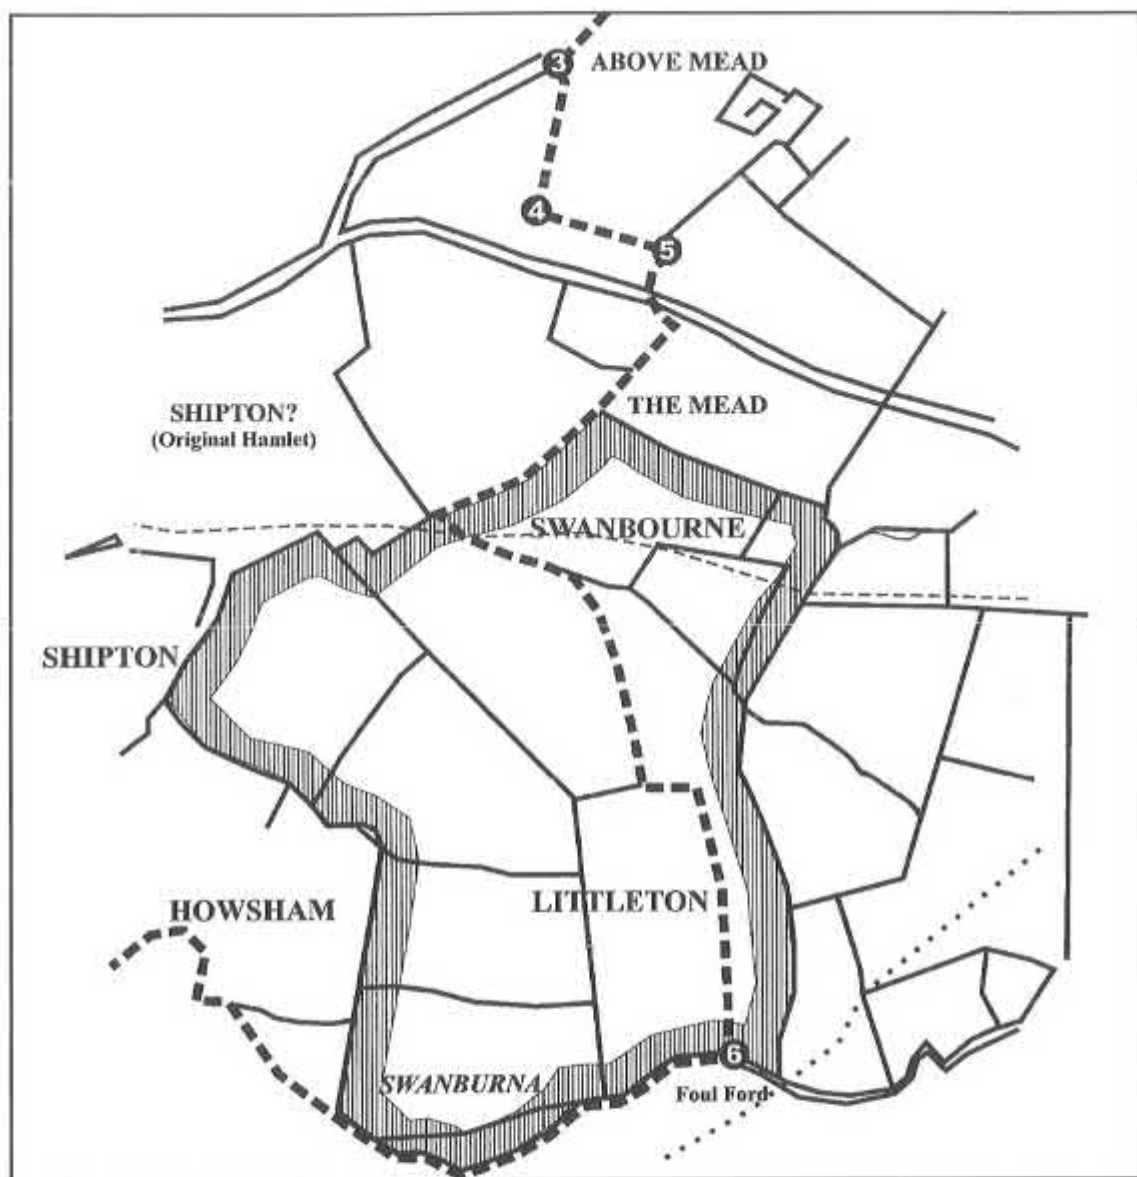 3 ABOVE MEAD
4
5
THE MEAD
SHIPTON?
(Original Hamlet)
SWANBOURNE
SHIPTON
LITTLETON
HOWSHAM
6
SWANBURNA
Foul Ford